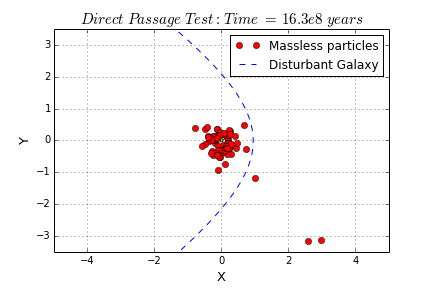 Direct Passage Test : Time = 16.3e8 years
Massless particles
Disturbant Galaxy
3
2
1
0
−1
−2
−3
Y
−4
−2
0
2
4
X